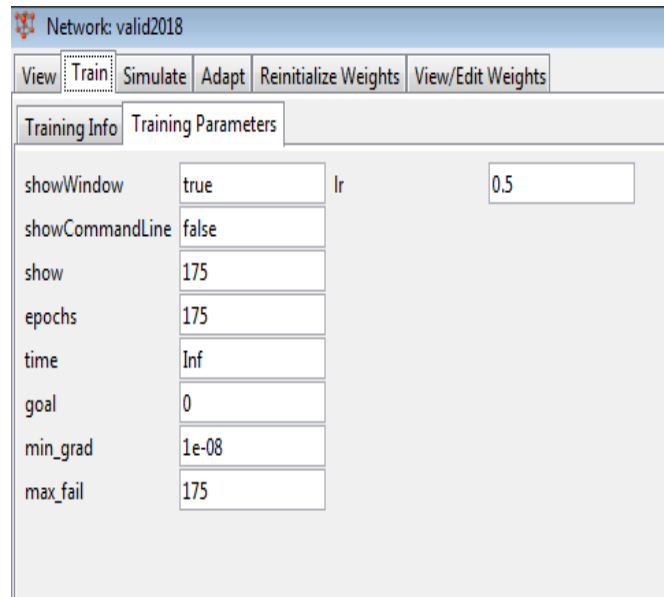 Network: valid2018
View Train Simulate Adapt Reinitialize Weights View/Edit Weights
Training Info Training Parameters
showWindow true lr 0.5
showCommandLine false
show 175
epochs 175
time Inf
goal 0
min_grad 1e-08
max_fail 175